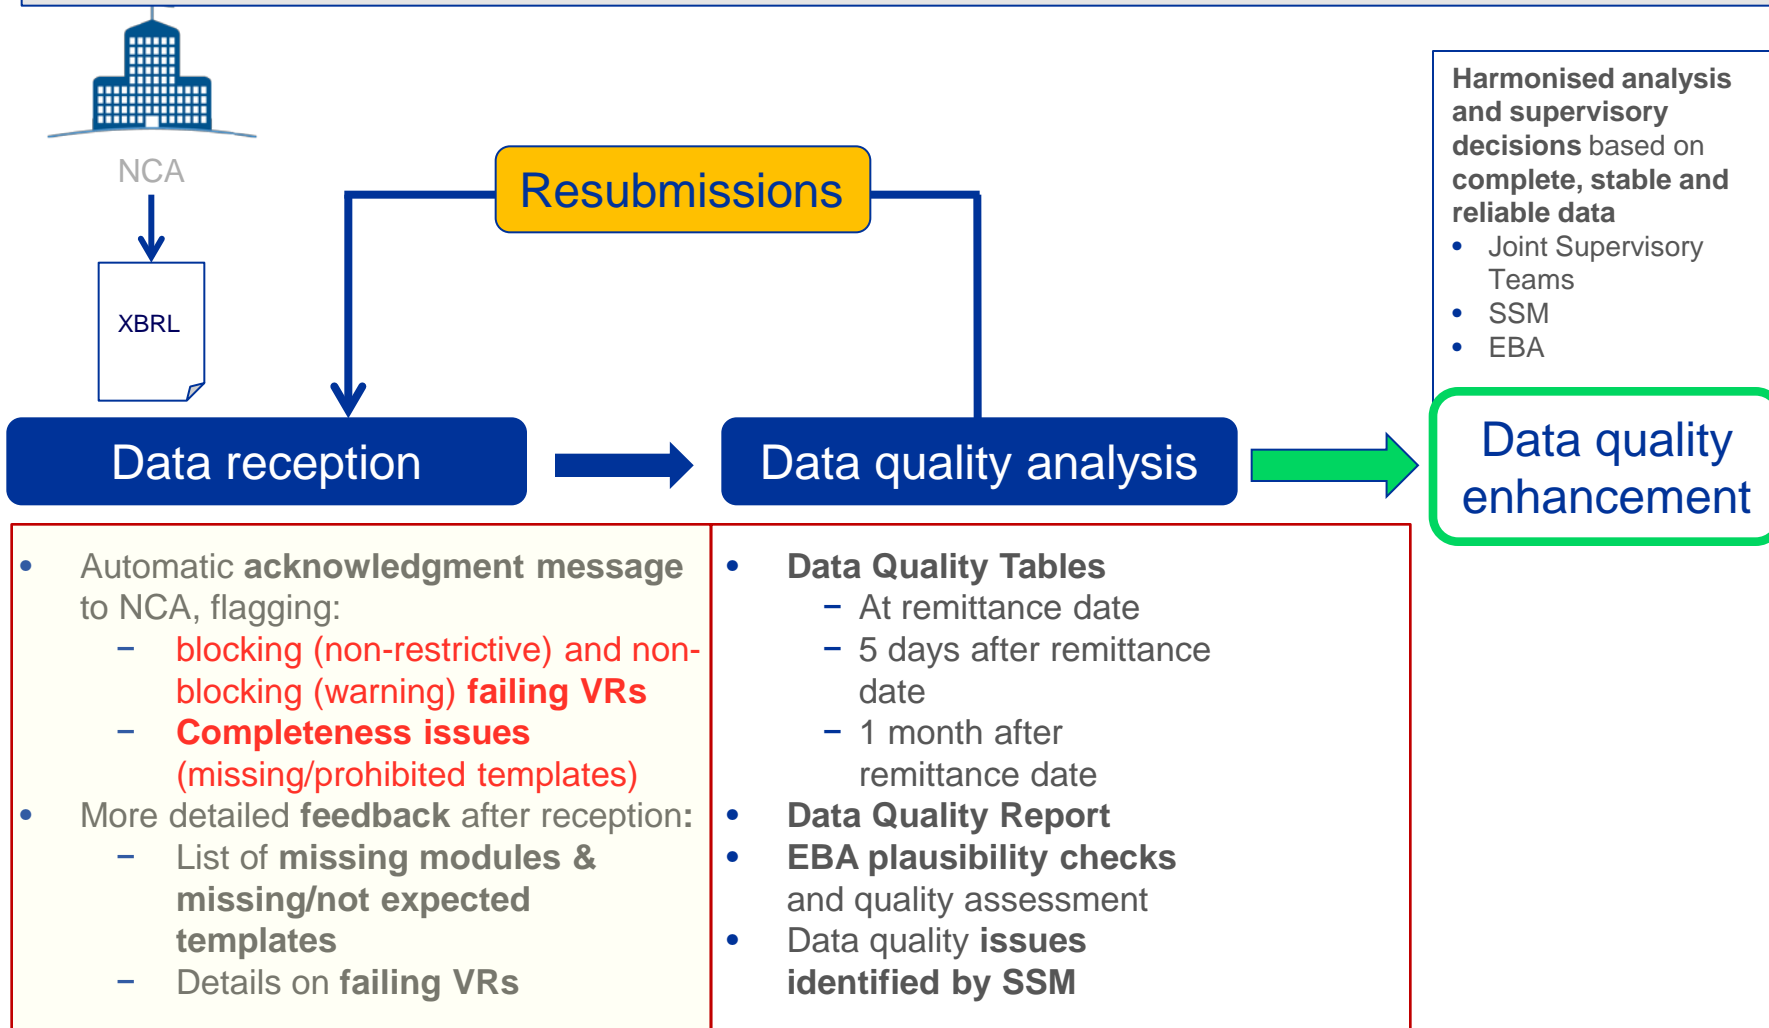 NCA
XBRL
Resubmissions
Harmonised analysis
and supervisory
decisions based on
complete, stable and
reliable data
• Joint Supervisory
Teams
• SSM
• EBA
Data reception
Data quality analysis
Data quality
enhancement
• Automatic acknowledgment message
to NCA, flagging:
− blocking (non-restrictive) and non-
blocking (warning) failing VRs
− Completeness issues
(missing/prohibited templates)
• More detailed feedback after reception:
− List of missing modules &
missing/not expected
templates
− Details on failing VRs
• Data Quality Tables
− At remittance date
− 5 days after remittance
date
− 1 month after
remittance date
• Data Quality Report
• EBA plausibility checks
and quality assessment
• Data quality issues
identified by SSM